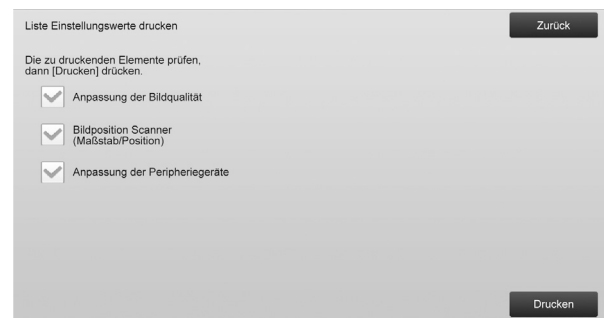 Liste Einstellungswerte drucken
Zurück
Die zu druckenden Elemente prüfen,
dann [Drucken] drücken.
Anpassung der Bildqualität
Bildposition Scanner
(Maßstab/Position)
Anpassung der Peripheriegeräte
Drucken